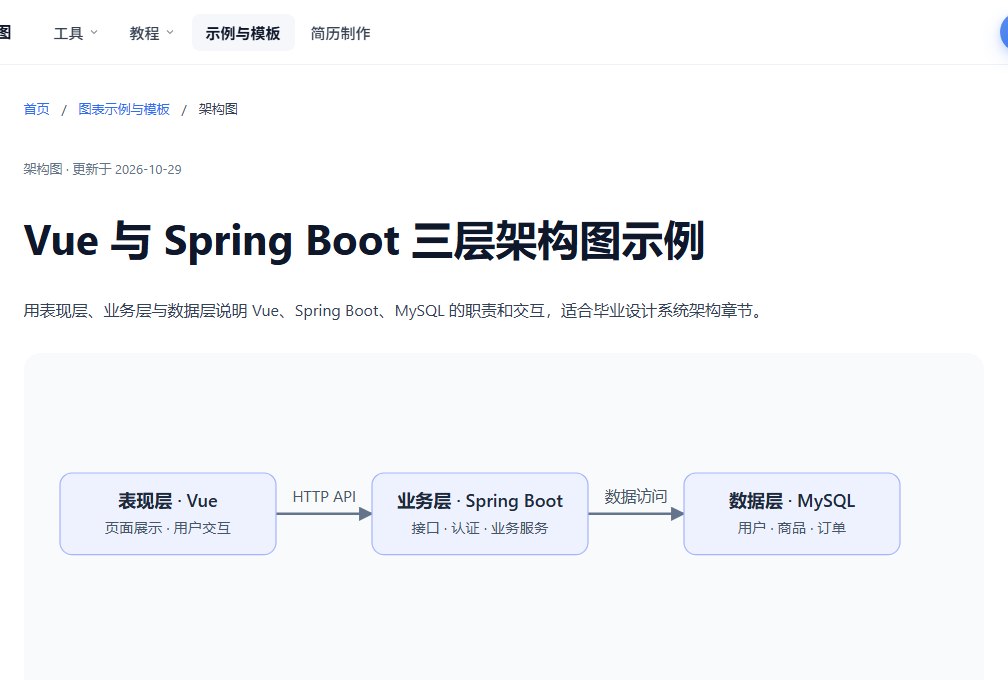 图
工具
教程
示例与模板
简历制作
首页 / 图表示例与模板 / 架构图
架构图 · 更新于 2026-10-29
Vue 与 Spring Boot 三层架构图示例
用表现层、业务层与数据层说明 Vue、Spring Boot、MySQL 的职责和交互，适合毕业设计系统架构章节。
表现层 · Vue
页面展示 · 用户交互
HTTP API
业务层 · Spring Boot
接口 · 认证 · 业务服务
数据访问
数据层 · MySQL
用户 · 商品 · 订单